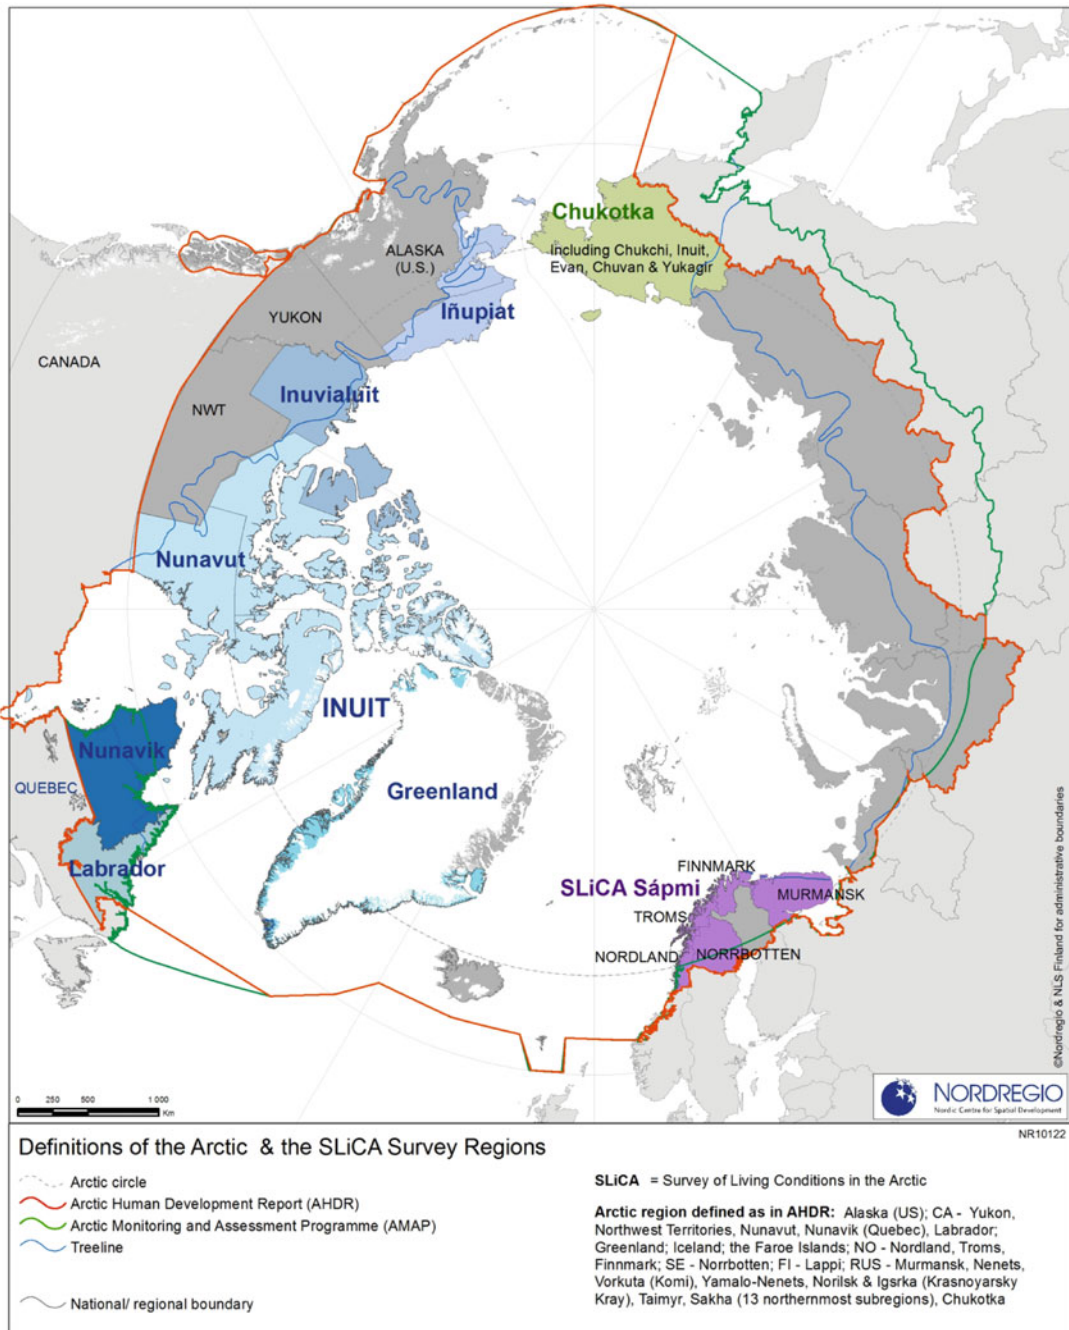 Chukotka
Including Chukchi, Inuit,
Evan, Chuvan & Yukagir
ALASKA
(U.S.)
Iñupiat
YUKON
CANADA
Inuvialuit
NWT
Nunavut
INUIT
Nunavik
QUEBEC
Greenland
Labrador
FINNMARK
SLiCA Sápmi
MURMANSK
TROMS
NORDLAND
NORRBOTTEN
©Nordregio & NLS Finland for administrative boundaries
0 250 500 1 000
Km
NORDREGIO
Nordic Centre for Spatial Development
NR10122
Definitions of the Arctic & the SLiCA Survey Regions
Arctic circle
Arctic Human Development Report (AHDR)
Arctic Monitoring and Assessment Programme (AMAP)
Treeline
National/ regional boundary
SLiCA = Survey of Living Conditions in the Arctic
Arctic region defined as in AHDR: Alaska (US); CA - Yukon,
Northwest Territories, Nunavut, Nunavik (Quebec), Labrador;
Greenland; Iceland; the Faroe Islands; NO - Nordland, Troms,
Finnmark; SE - Norrbotten; FI - Lappi; RUS - Murmansk, Nenets,
Vorkuta (Komi), Yamalo-Nenets, Norilsk & Igsrka (Krasnoyarsky
Kray), Taimyr, Sakha (13 northernmost subregions), Chukotka